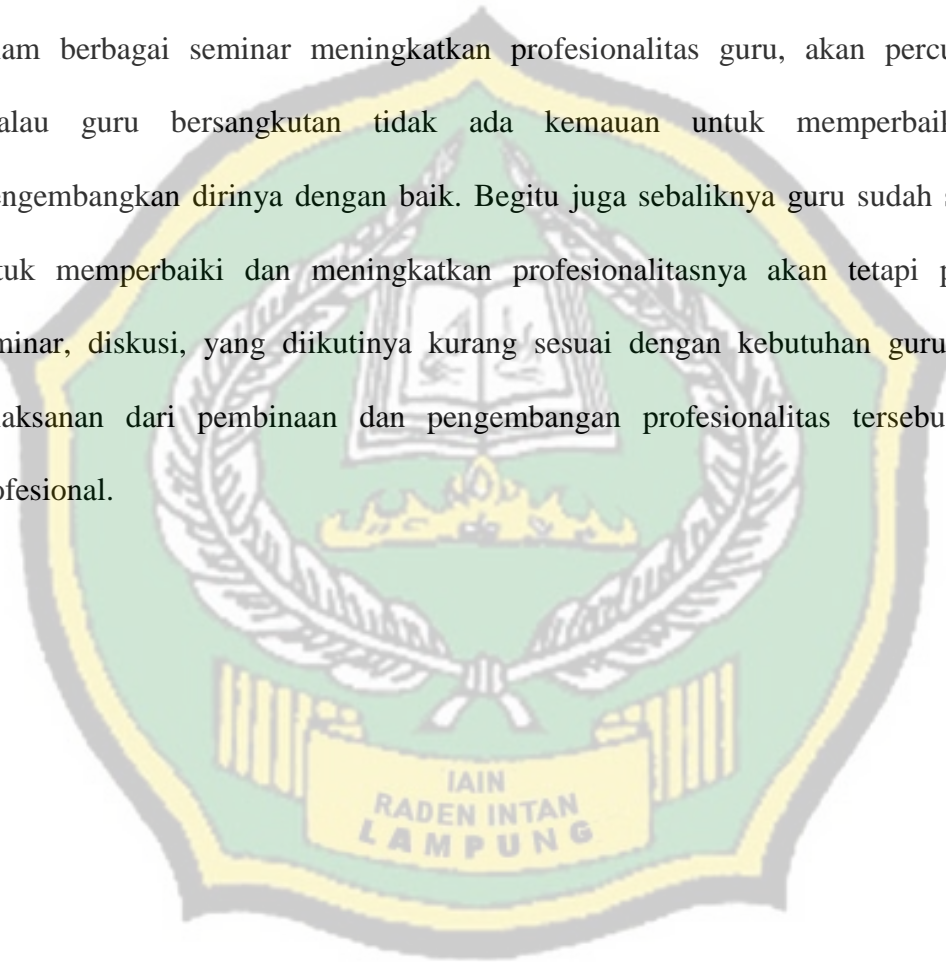 lam berbagai seminar meningkatkan profesionalitas guru, akan percu
alau guru bersangkutan tidak ada kemauan untuk memperbaik
engembangkan dirinya dengan baik. Begitu juga sebaliknya guru sudah s
tuk memperbaiki dan meningkatkan profesionalitasnya akan tetapi p
minar, diskusi, yang diikutinya kurang sesuai dengan kebutuhan guru
laksanan dari pembinaan dan pengembangan profesionalitas tersebu
ofesional.
IAIN
RADEN INTAN
LAMPUNG